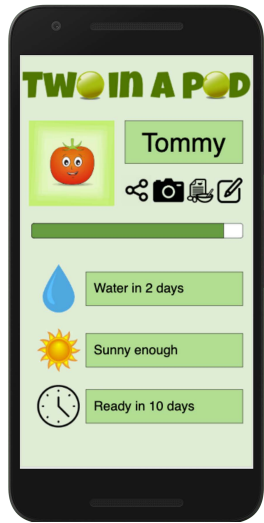 TWO IN A POD
Tommy
Water in 2 days
Sunny enough
Ready in 10 days